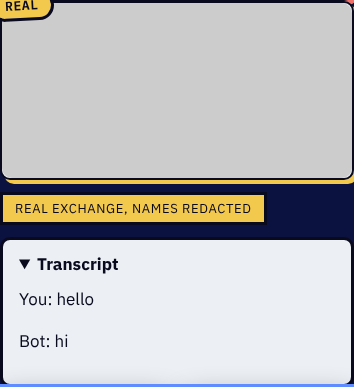 REAL
REAL EXCHANGE, NAMES REDACTED
▼ Transcript
You: hello
Bot: hi